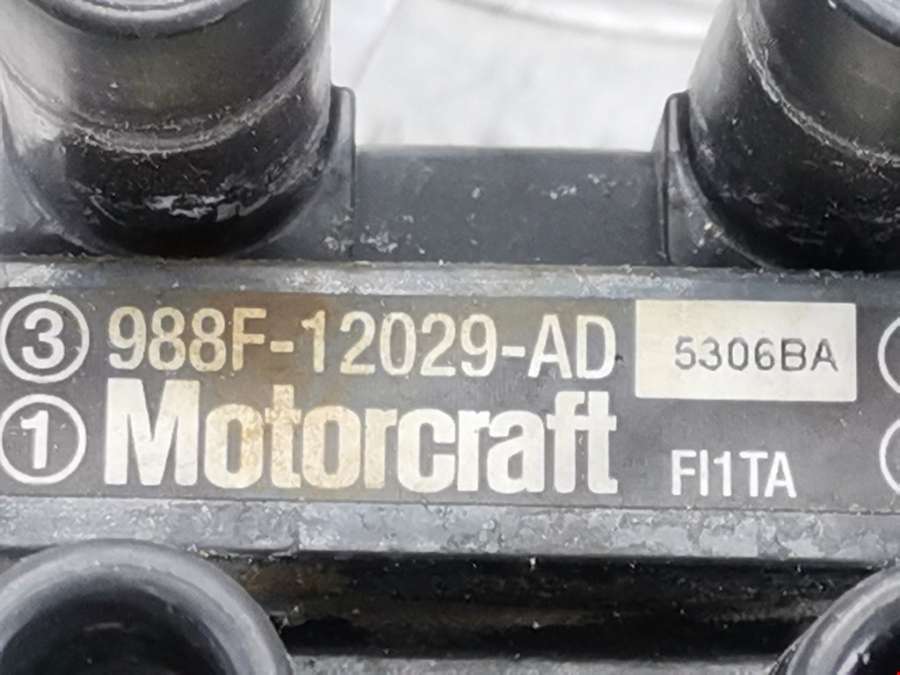 ③ 988F-12029-AD 5306BA
① Motorcraft FI1TA